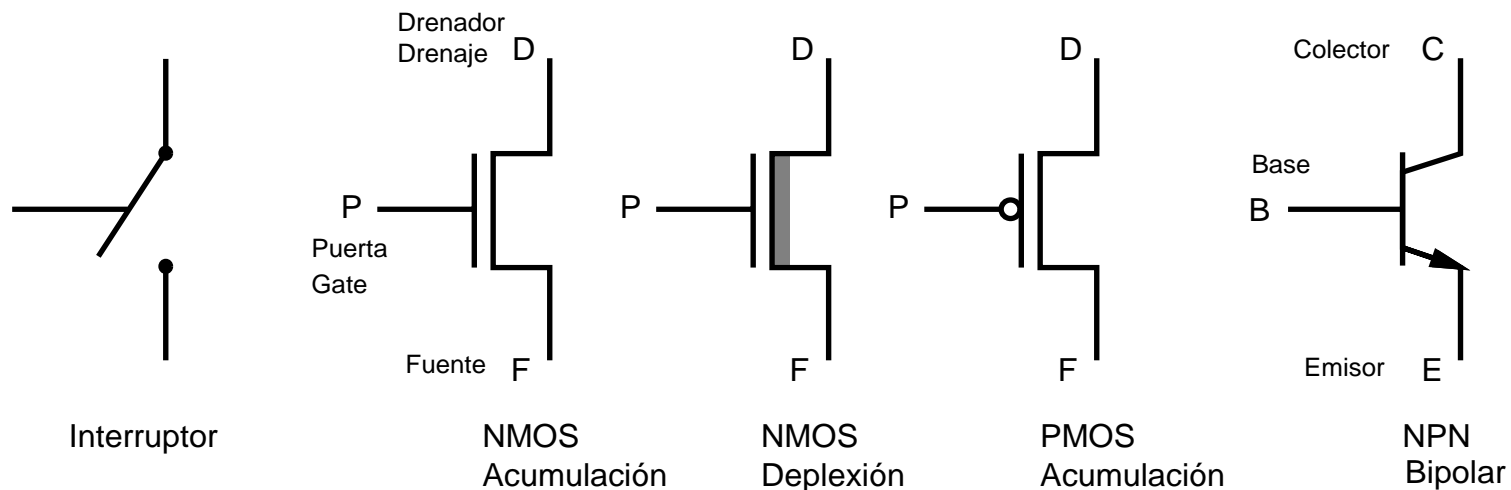 Drenador
Drenaje
D
D
D
Colector
C
P
P
P
Base
B
Puerta
Gate
Fuente
F
F
F
Emisor
E
Interruptor
NMOS
Acumulación
NMOS
Deplexión
PMOS
Acumulación
NPN
Bipolar